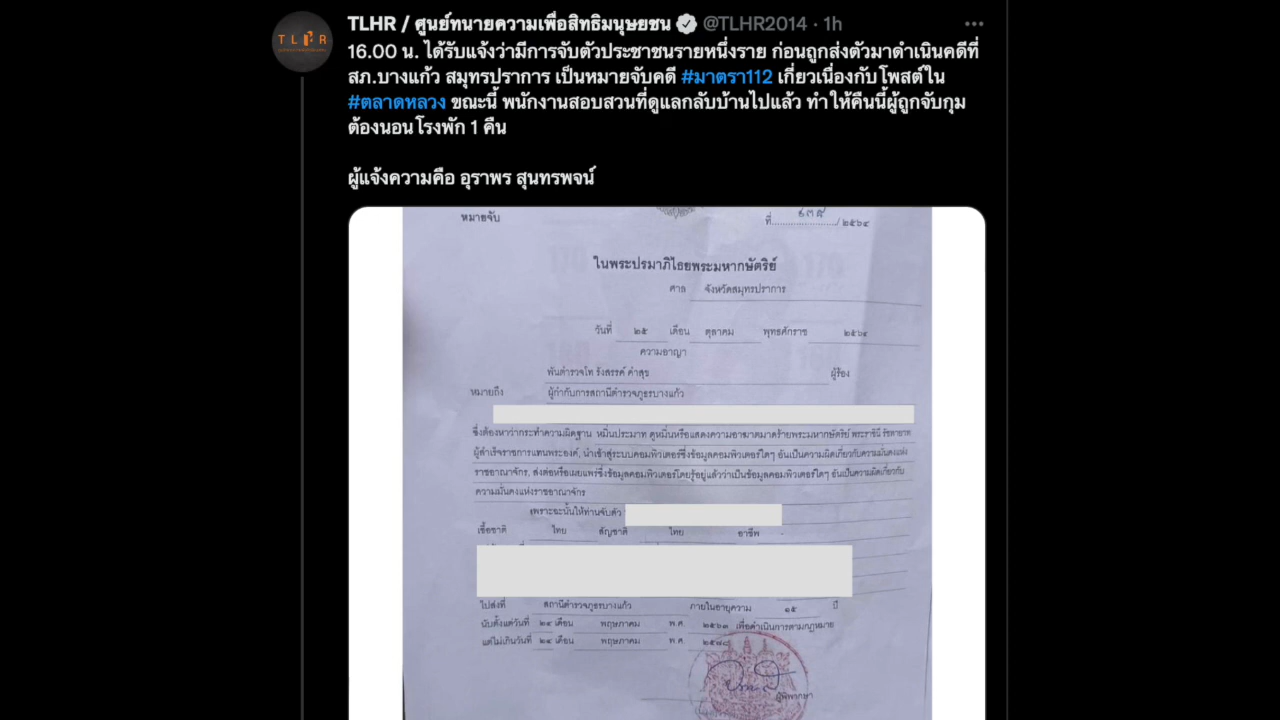 TLHR / ศูนย์ทนายความเพื่อสิทธิมนุษยชน @TLHR2014 · 1h
TLHR
16.00 น. ได้รับแจ้งว่ามีการจับตัวประชาชนรายหนึ่งราย ก่อนถูกส่งตัวมาดำเนินคดีที่
สภ.บางแก้ว สมุทรปราการ เป็นหมายจับคดี #มาตรา112 เกี่ยวเนื่องกับโพสต์ใน
#ตลาดหลวง ขณะนี้ พนักงานสอบสวนที่ดูแลกลับบ้านไปแล้ว ทำให้คืนนี้ผู้ถูกจับกุม
ต้องนอนโรงพัก 1 คืน
ผู้แจ้งความคือ อุราพร สุนทรพจน์
หมายจับ
ที่ ๖๓๕ / ๒๕๖๔
ในพระปรมาภิไธยพระมหากษัตริย์
ศาล จังหวัดสมุทรปราการ
วันที่ ๒๕ เดือน ตุลาคม พุทธศักราช ๒๕๖๔
ความอาญา
พันตำรวจโท รังสรรค์ คำสุข ผู้ร้อง
หมายถึง ผู้กำกับการสถานีตำรวจภูธรบางแก้ว
ซึ่งต้องหาว่ากระทำความผิดฐาน หมิ่นประมาท ดูหมิ่นหรือแสดงความอาฆาตมาดร้ายพระมหากษัตริย์ พระราชินี รัชทายาท
ผู้สำเร็จราชการแทนพระองค์, นำเข้าสู่ระบบคอมพิวเตอร์ซึ่งข้อมูลคอมพิวเตอร์ใดๆ อันเป็นความผิดเกี่ยวกับความมั่นคงแห่ง
ราชอาณาจักร, ส่งต่อหรือเผยแพร่ซึ่งข้อมูลคอมพิวเตอร์โดยรู้อยู่แล้วว่าเป็นข้อมูลคอมพิวเตอร์ใดๆ อันเป็นความผิดเกี่ยวกับ
ความมั่นคงแห่งราชอาณาจักร
เพราะฉะนั้นให้ท่านจับตัว
เชื้อชาติ ไทย สัญชาติ ไทย อาชีพ -
ไปส่งที่ สถานีตำรวจภูธรบางแก้ว ภายในอายุความ ๑๕ ปี
นับตั้งแต่วันที่ ๒๔ เดือน พฤษภาคม พ.ศ. ๒๕๖๓ เพื่อดำเนินการตามกฎหมาย
แต่ไม่เกินวันที่ ๒๔ เดือน พฤษภาคม พ.ศ.
ผู้พิพากษา